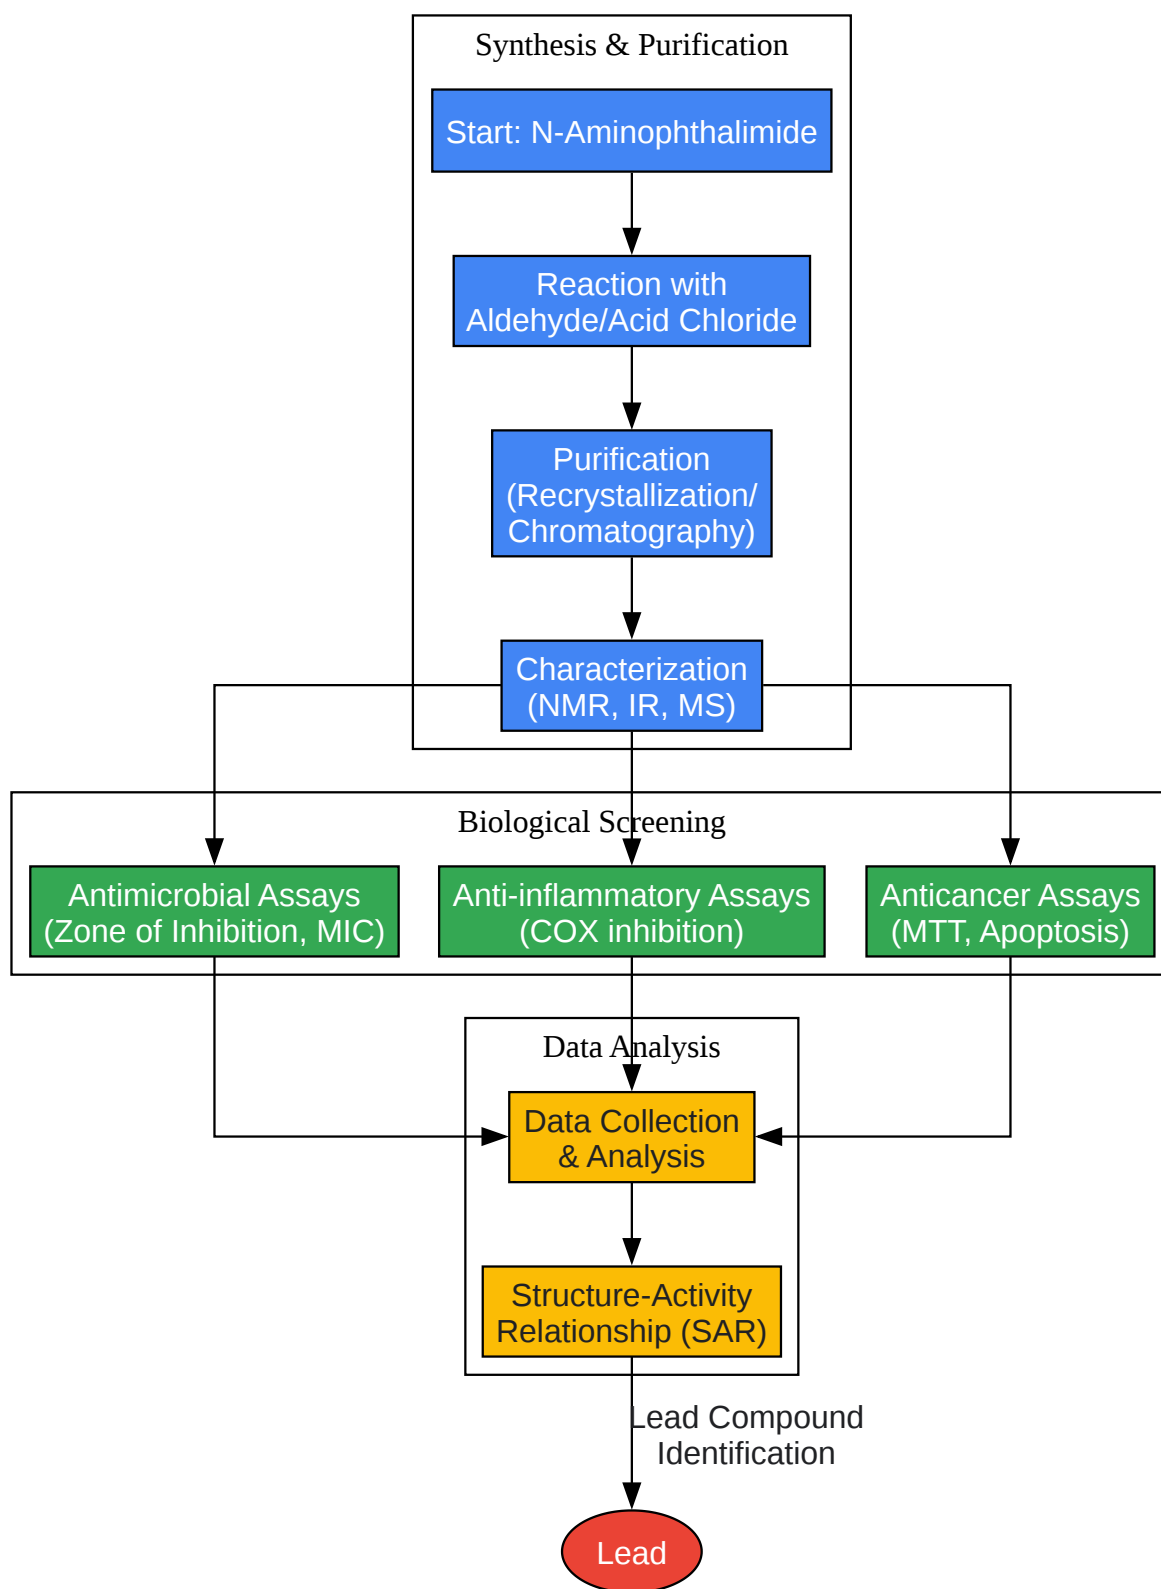 Synthesis & Purification
Start: N-Aminophthalimide
Reaction with
Aldehyde/Acid Chloride
Purification
(Recrystallization/
Chromatography)
Characterization
(NMR, IR, MS)
Biological Screening
Antimicrobial Assays
(Zone of Inhibition, MIC)
Anti-inflammatory Assays
(COX inhibition)
Anticancer Assays
(MTT, Apoptosis)
Data Analysis
Data Collection
& Analysis
Structure-Activity
Relationship (SAR)
Lead Compound
Identification
Lead